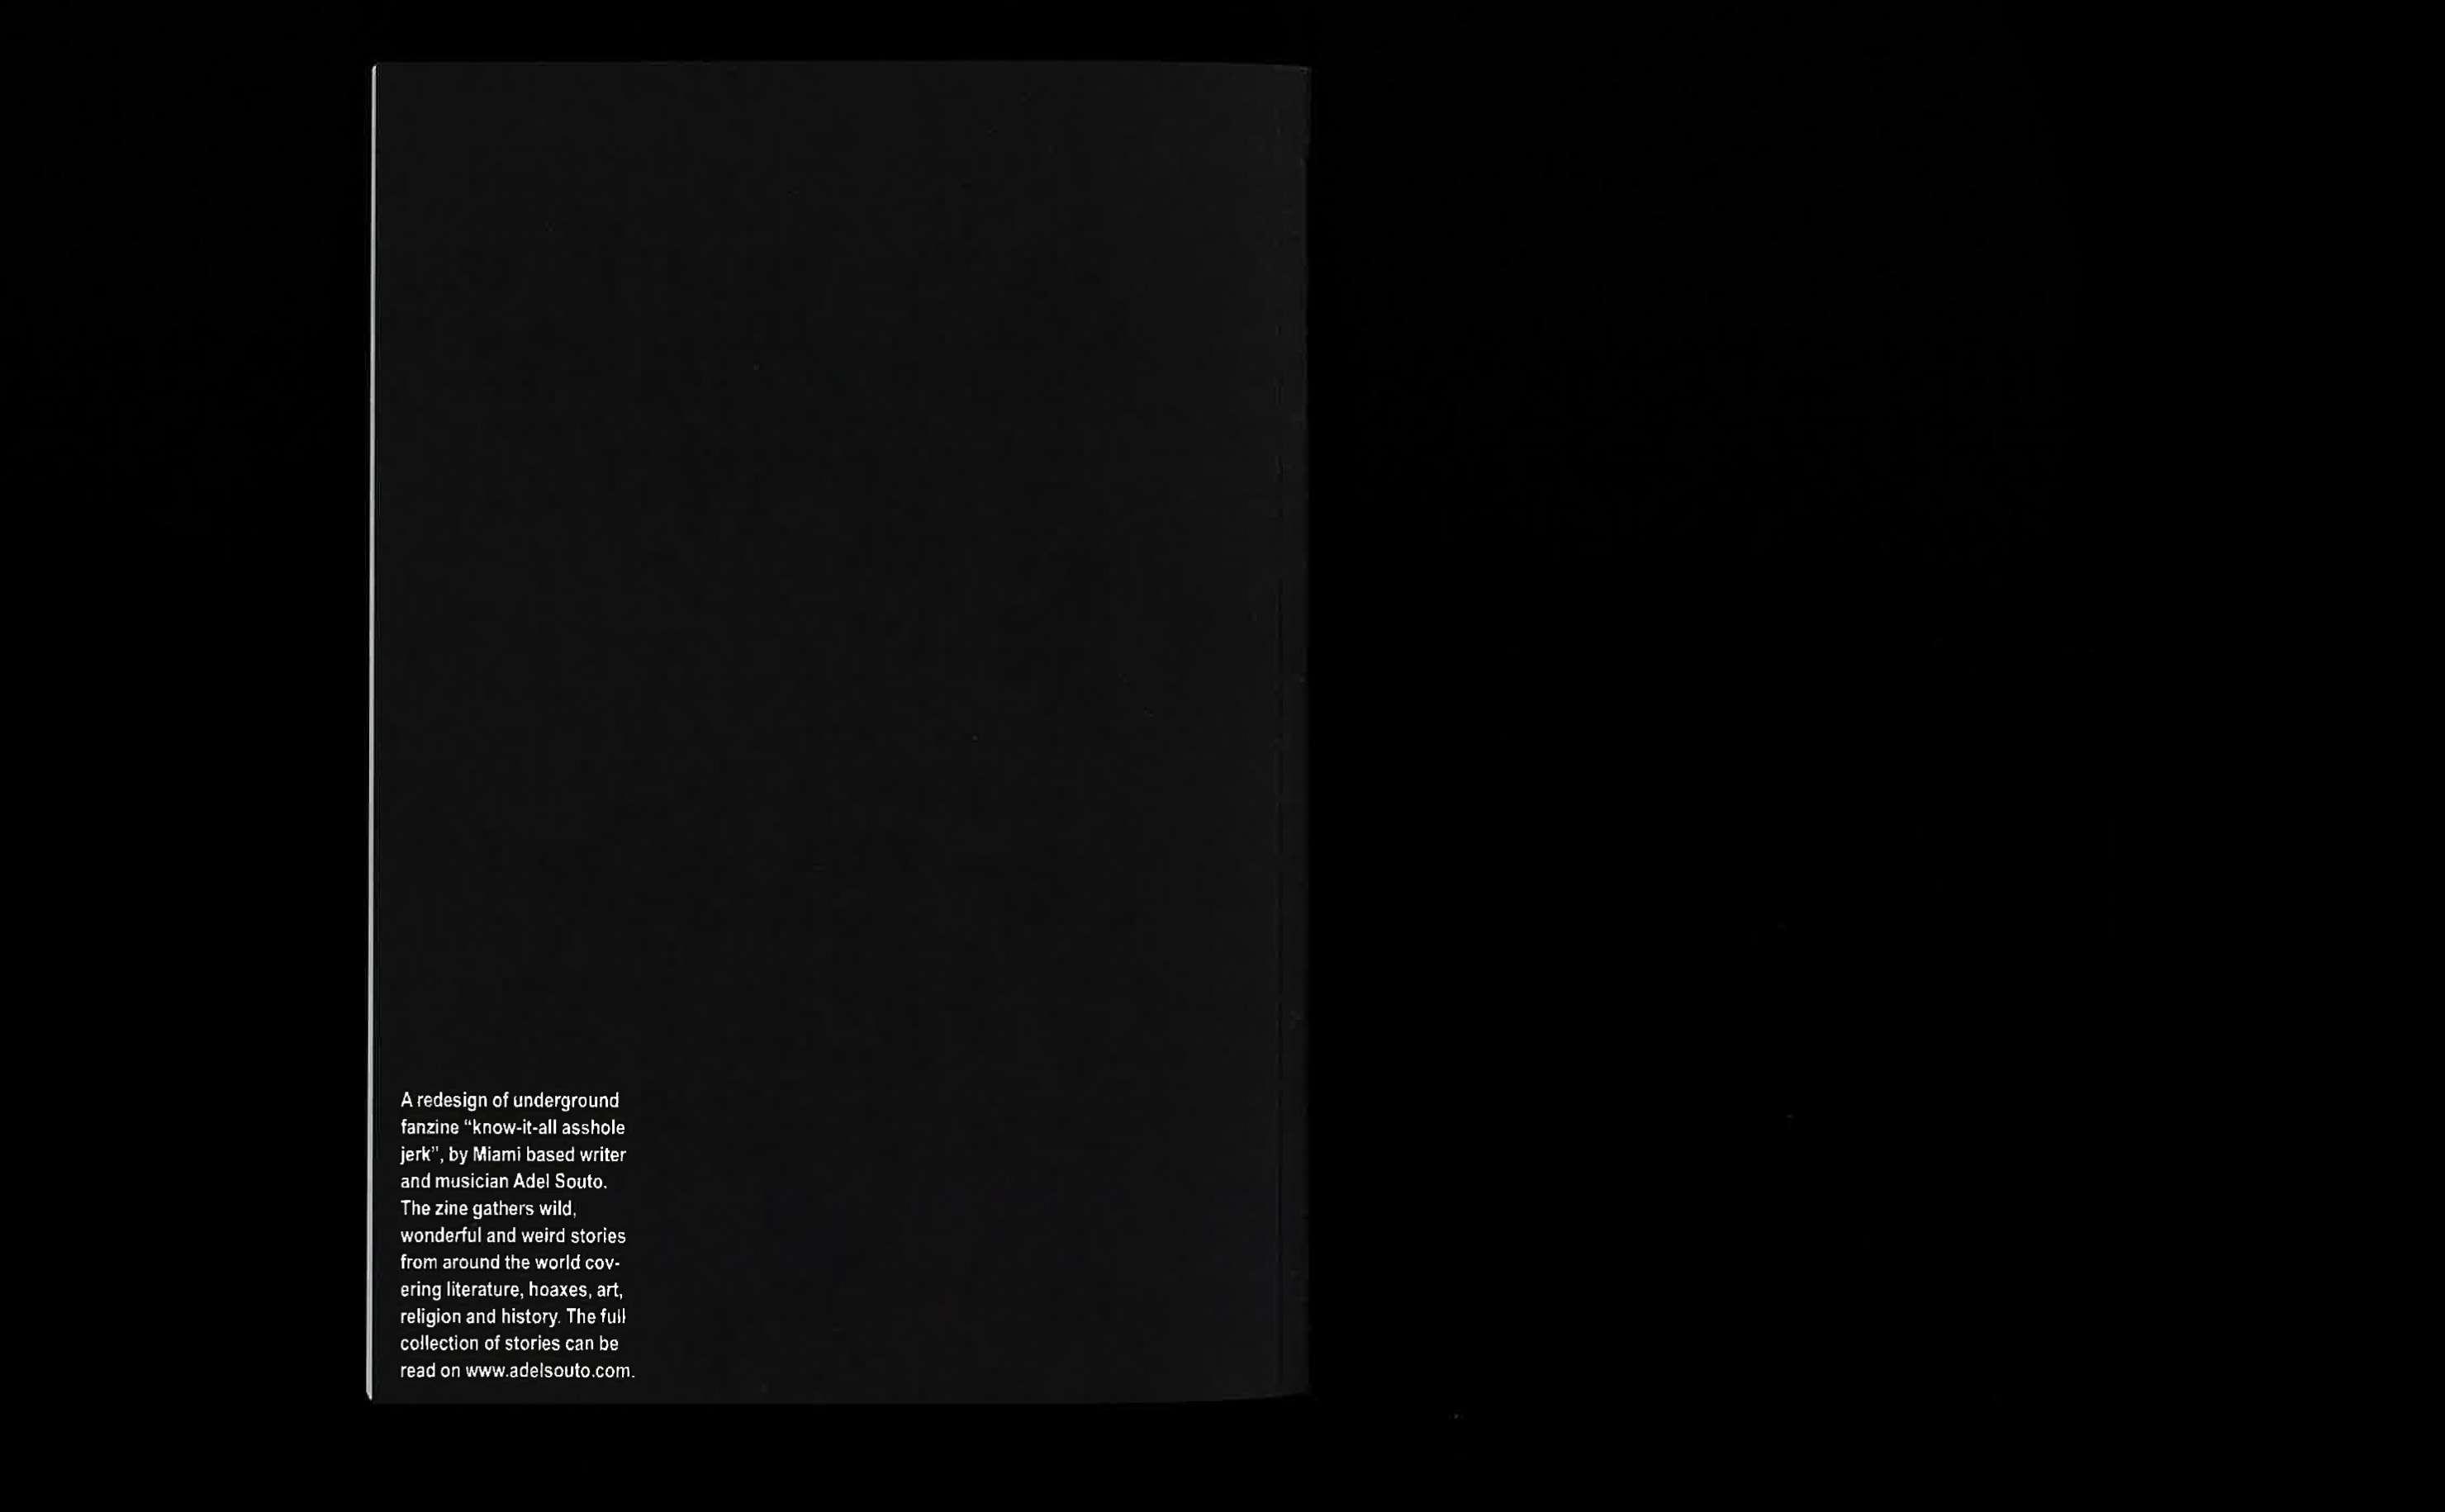 A redesign of underground
fanzine “know-it-all asshole
jerk”, by Miami based writer
and musician Adel Souto.
The zine gathers wild,
wonderful and weird stories
from around the world cov-
ering literature, hoaxes, art,
religion and history. The full
collection of stories can be
read on www.adelsouto.com.